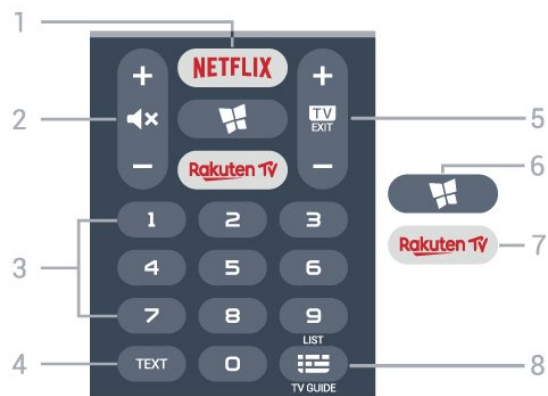 1
NETFLIX
+ +
2
TV
EXIT
5
6
− −
Rakuten TV
1 2 3
Rakuten TV
7
3
4 5 6
7 8 9
LIST
4
TEXT 0
8
TV GUIDE